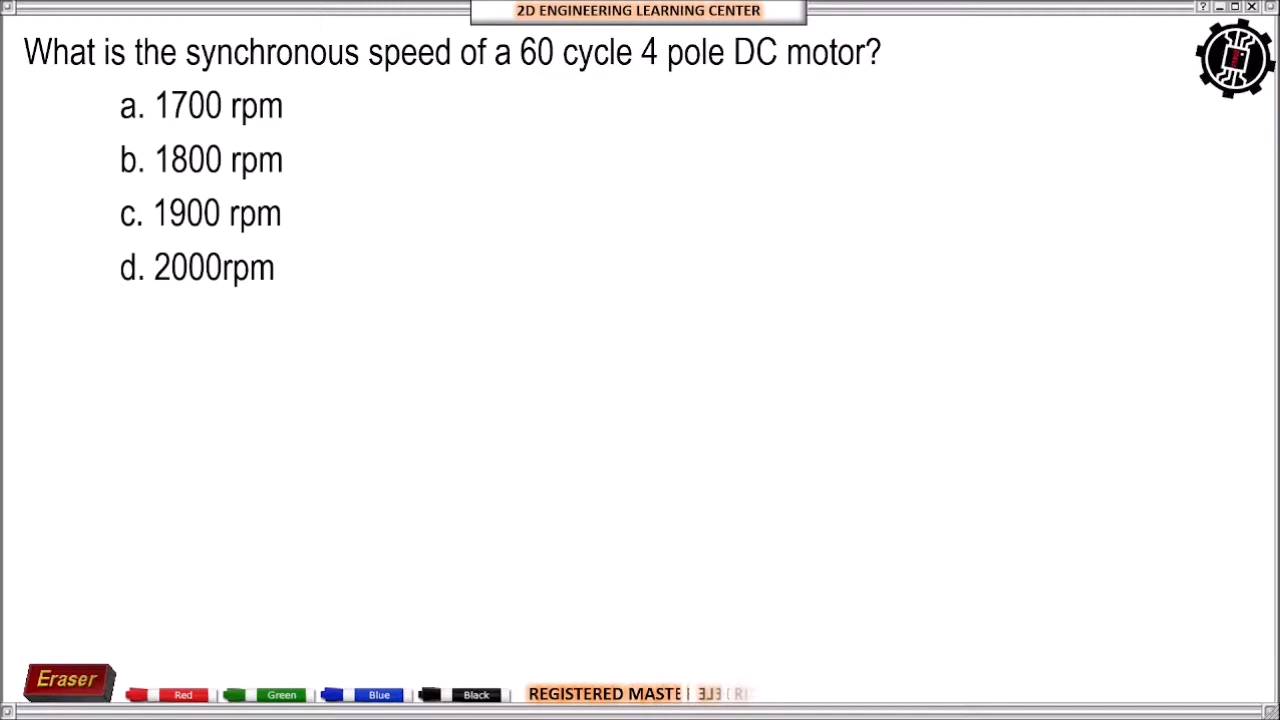 2D ENGINEERING LEARNING CENTER
What is the synchronous speed of a 60 cycle 4 pole DC motor?
a. 1700 rpm
b. 1800 rpm
c. 1900 rpm
d. 2000rpm
Eraser
Red
Green
Blue
Black
REGISTERED MASTE